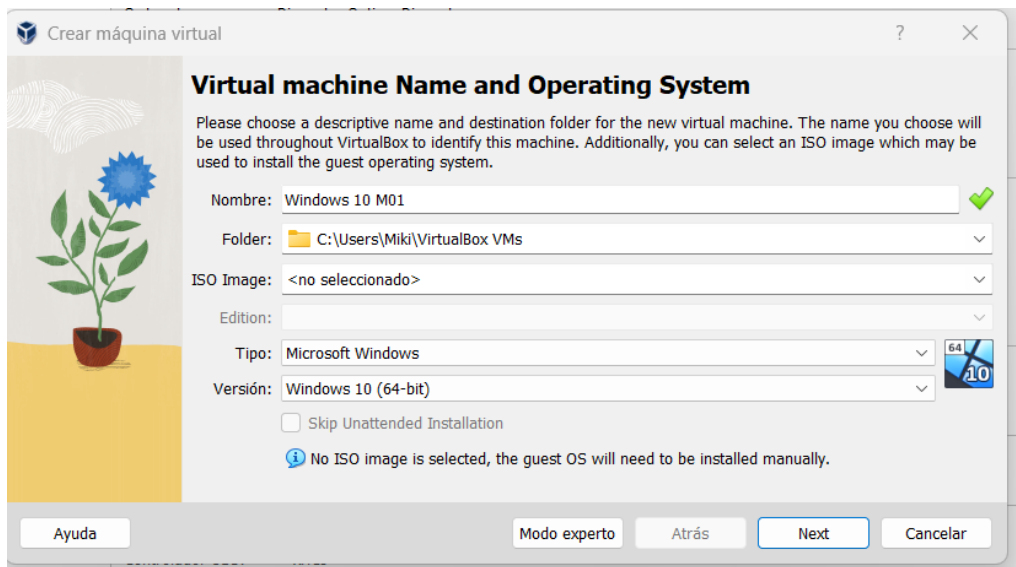 Crear máquina virtual
?
Virtual machine Name and Operating System
Please choose a descriptive name and destination folder for the new virtual machine. The name you choose will
be used throughout VirtualBox to identify this machine. Additionally, you can select an ISO image which may be
used to install the guest operating system.
Nombre: Windows 10 M01
Folder: C:\Users\Miki\VirtualBox VMs
ISO Image: <no seleccionado>
Edition:
Tipo: Microsoft Windows
64
10
Versión: Windows 10 (64-bit)
Skip Unattended Installation
No ISO image is selected, the guest OS will need to be installed manually.
Ayuda Modo experto Atrás Next Cancelar